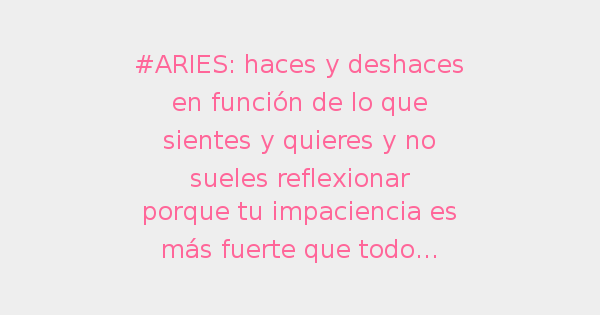 #ARIES: haces y deshaces
en función de lo que
sientes y quieres y no
sueles reflexionar
porque tu impaciencia es
más fuerte que todo...